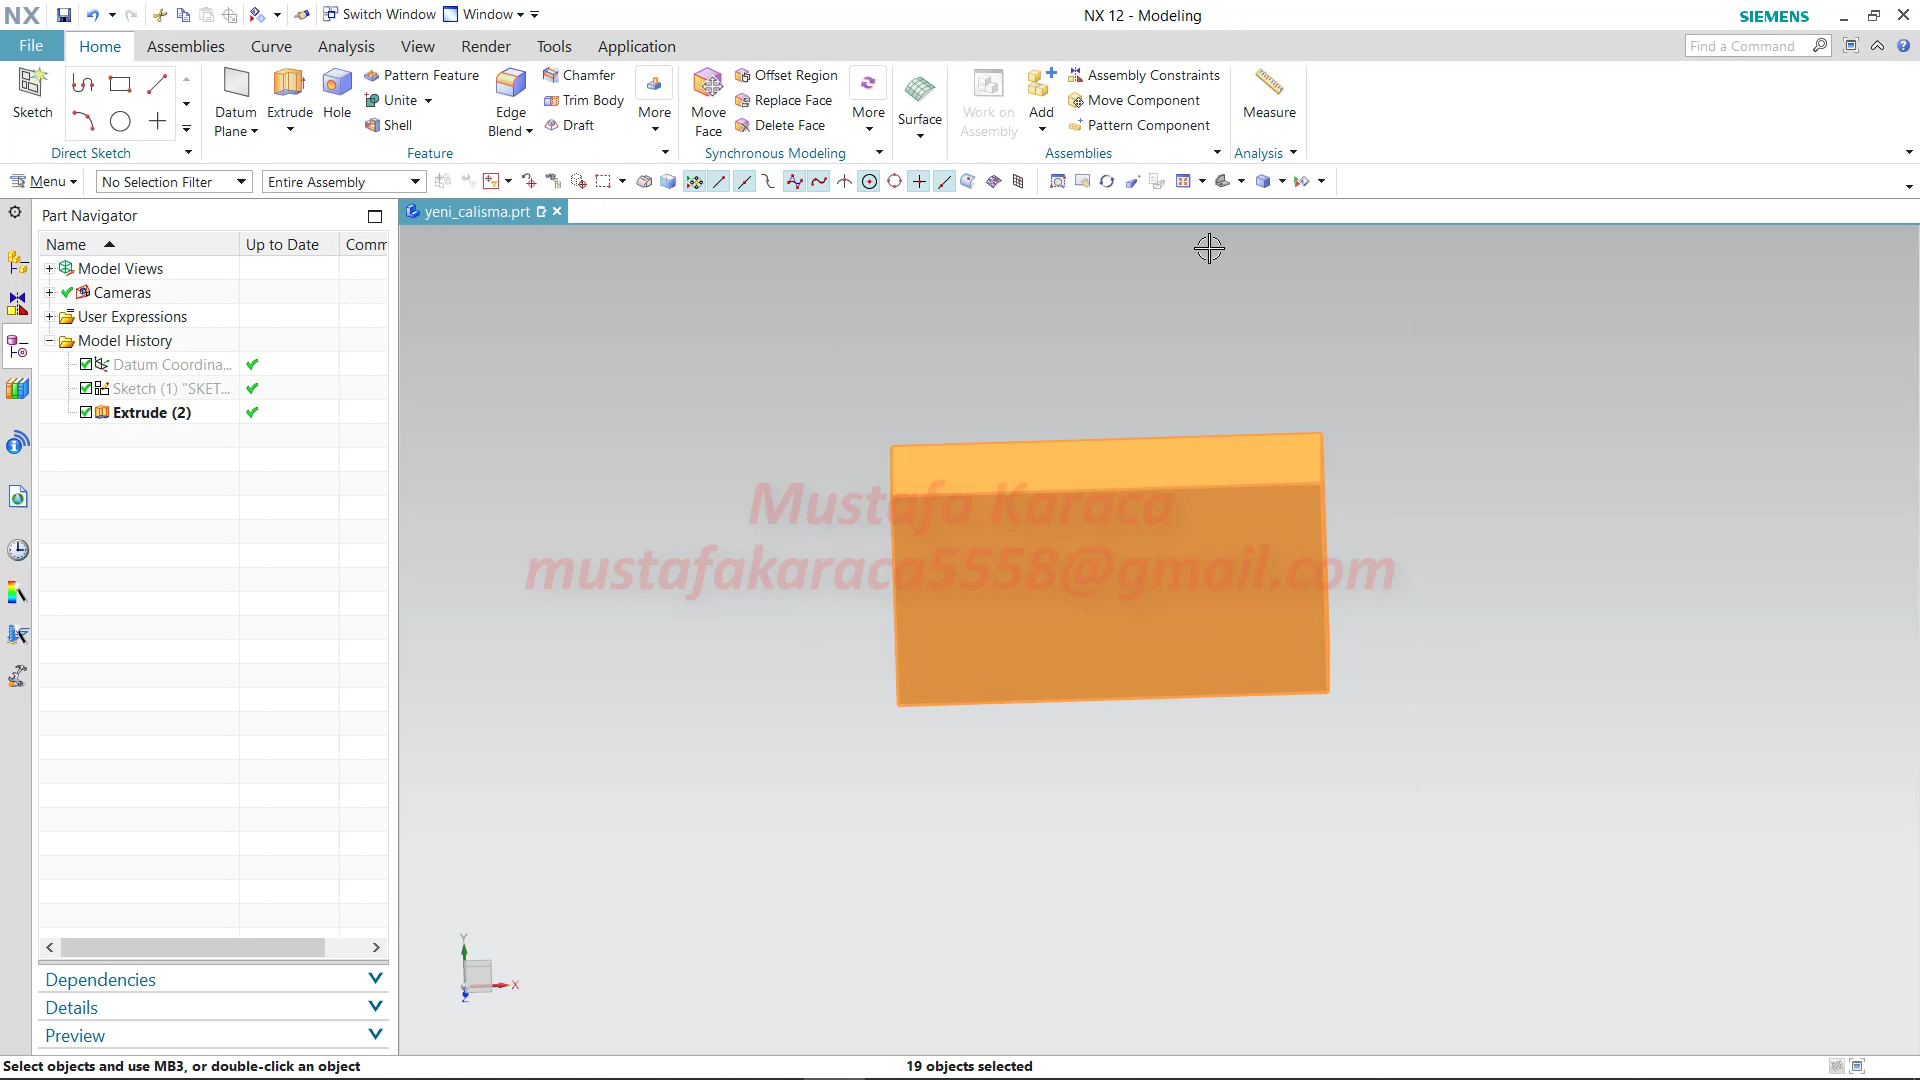 NX
Switch Window
Window
NX 12 - Modeling
SIEMENS
File
Home
Assemblies
Curve
Analysis
View
Render
Tools
Application
Find a Command
Sketch
Direct Sketch
Datum Plane
Extrude
Hole
Pattern Feature
Unite
Shell
Edge Blend
Chamfer
Trim Body
Draft
More
Feature
Move Face
Offset Region
Replace Face
Delete Face
More
Synchronous Modeling
Surface
Work on Assembly
Add
Assembly Constraints
Move Component
Pattern Component
Assemblies
Measure
Analysis
Menu
No Selection Filter
Entire Assembly
Part Navigator
yeni_calisma.prt
Name
Up to Date
Comm
Model Views
Cameras
User Expressions
Model History
Datum Coordina...
Sketch (1) "SKET...
Extrude (2)
Mustafa Karaca
mustafakaraca5558@gmail.com
Y
X
Z
Dependencies
Details
Preview
Select objects and use MB3, or double-click an object
19 objects selected